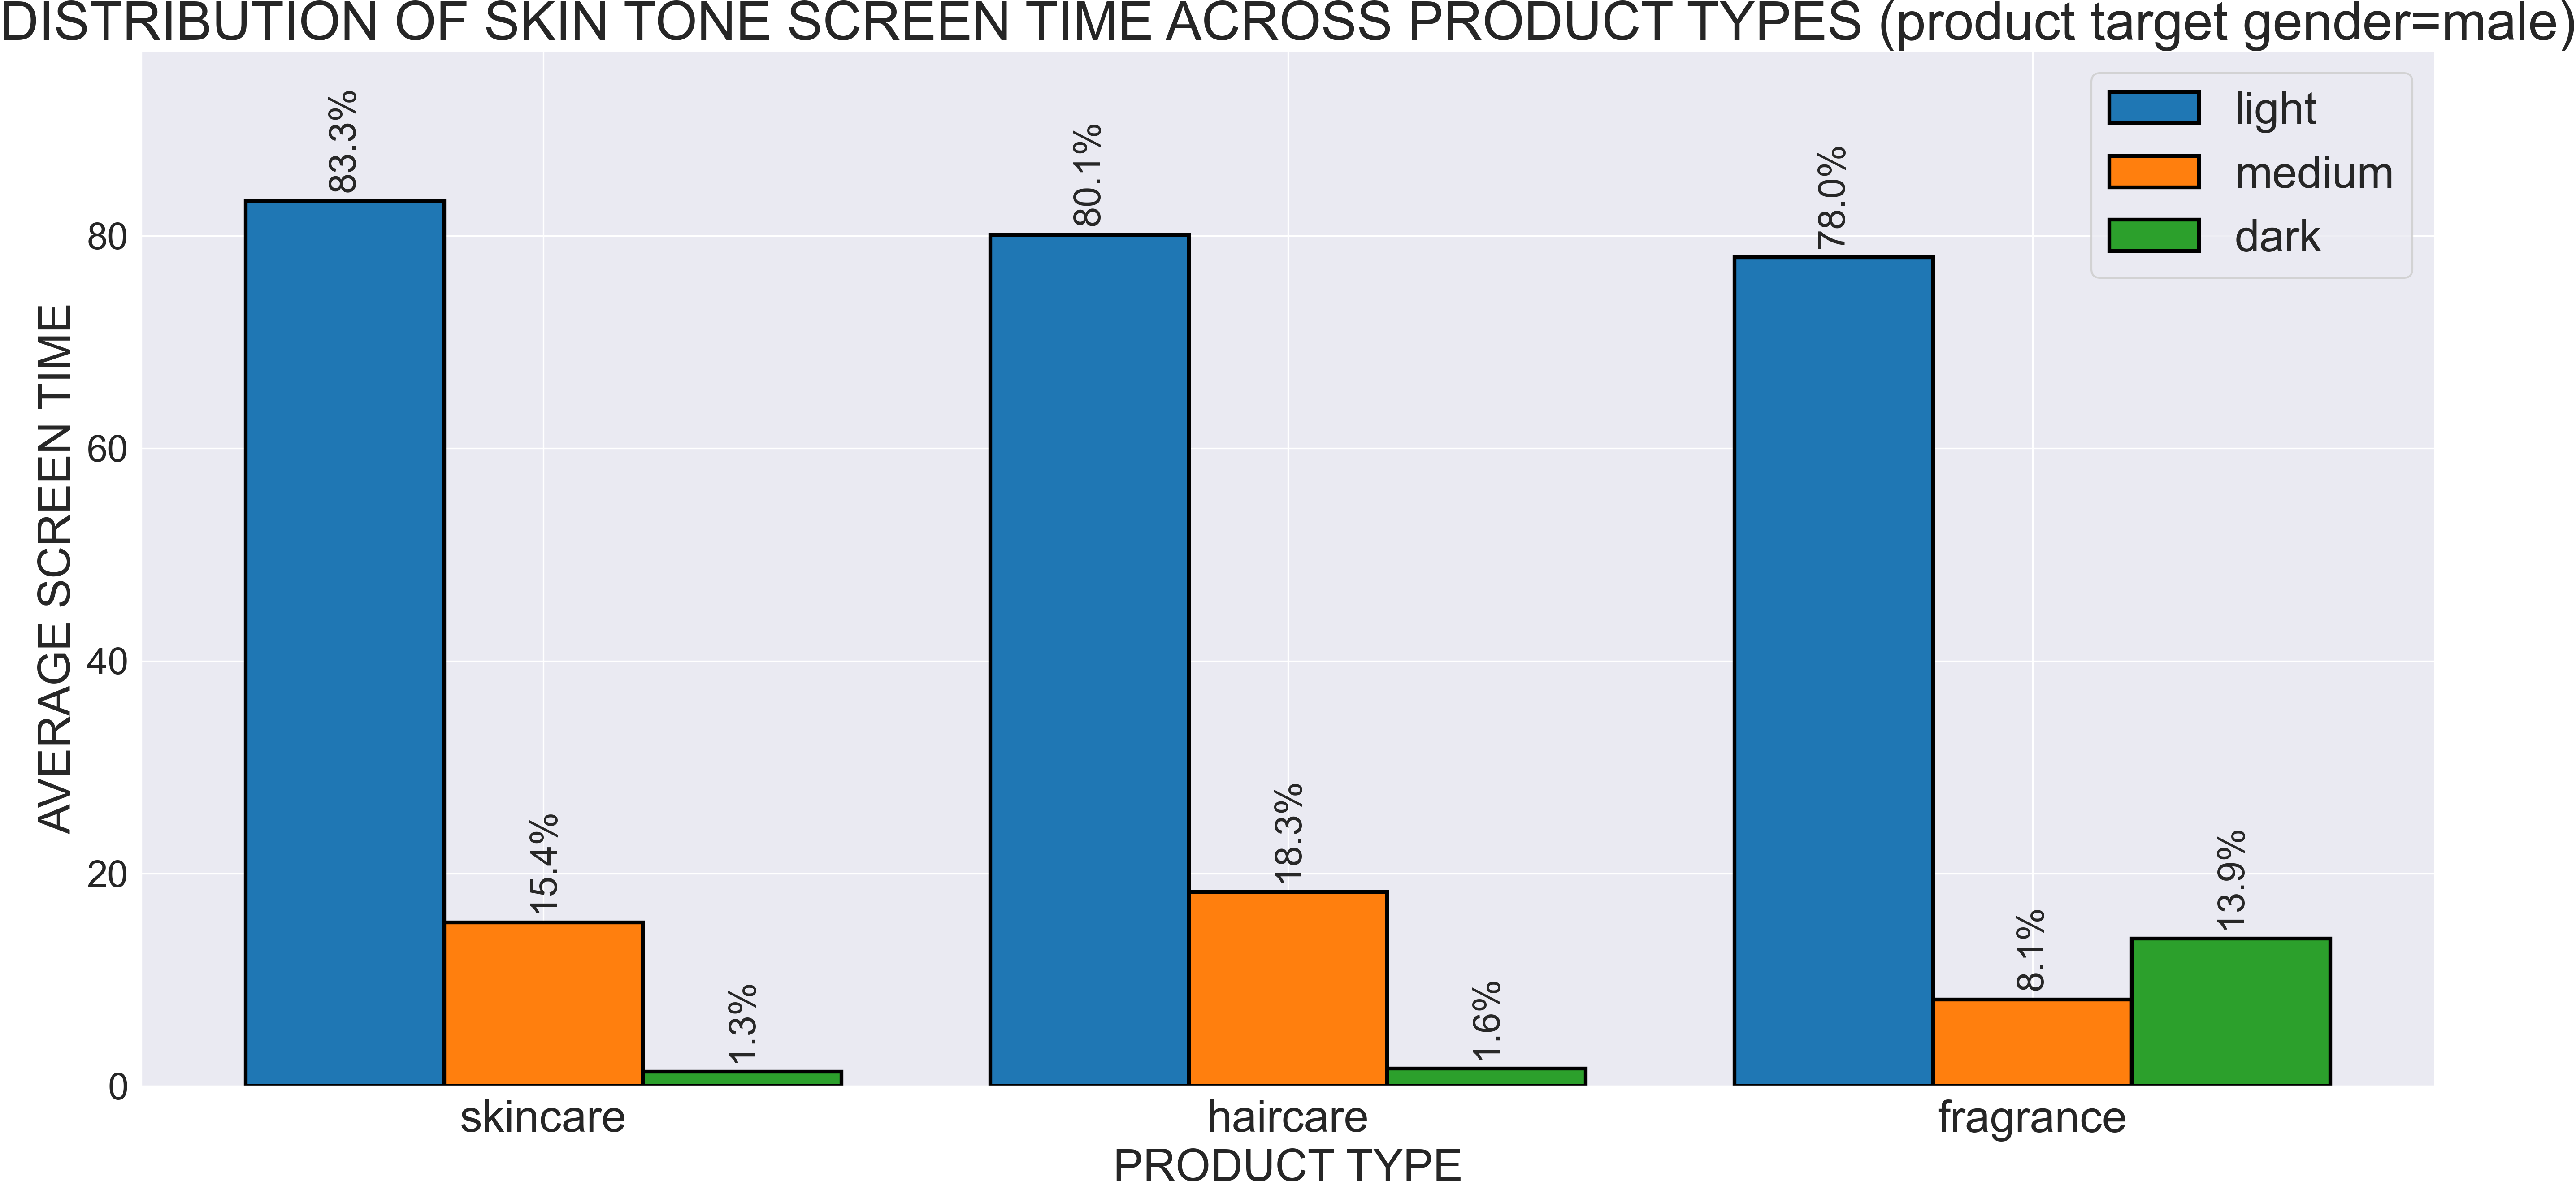 DISTRIBUTION OF SKIN TONE SCREEN TIME ACROSS PRODUCT TYPES (product target gender=male)
light
medium
dark
AVERAGE SCREEN TIME
80
60
40
20
0
83.3%
15.4%
1.3%
80.1%
18.3%
1.6%
78.0%
8.1%
13.9%
skincare
haircare
fragrance
PRODUCT TYPE